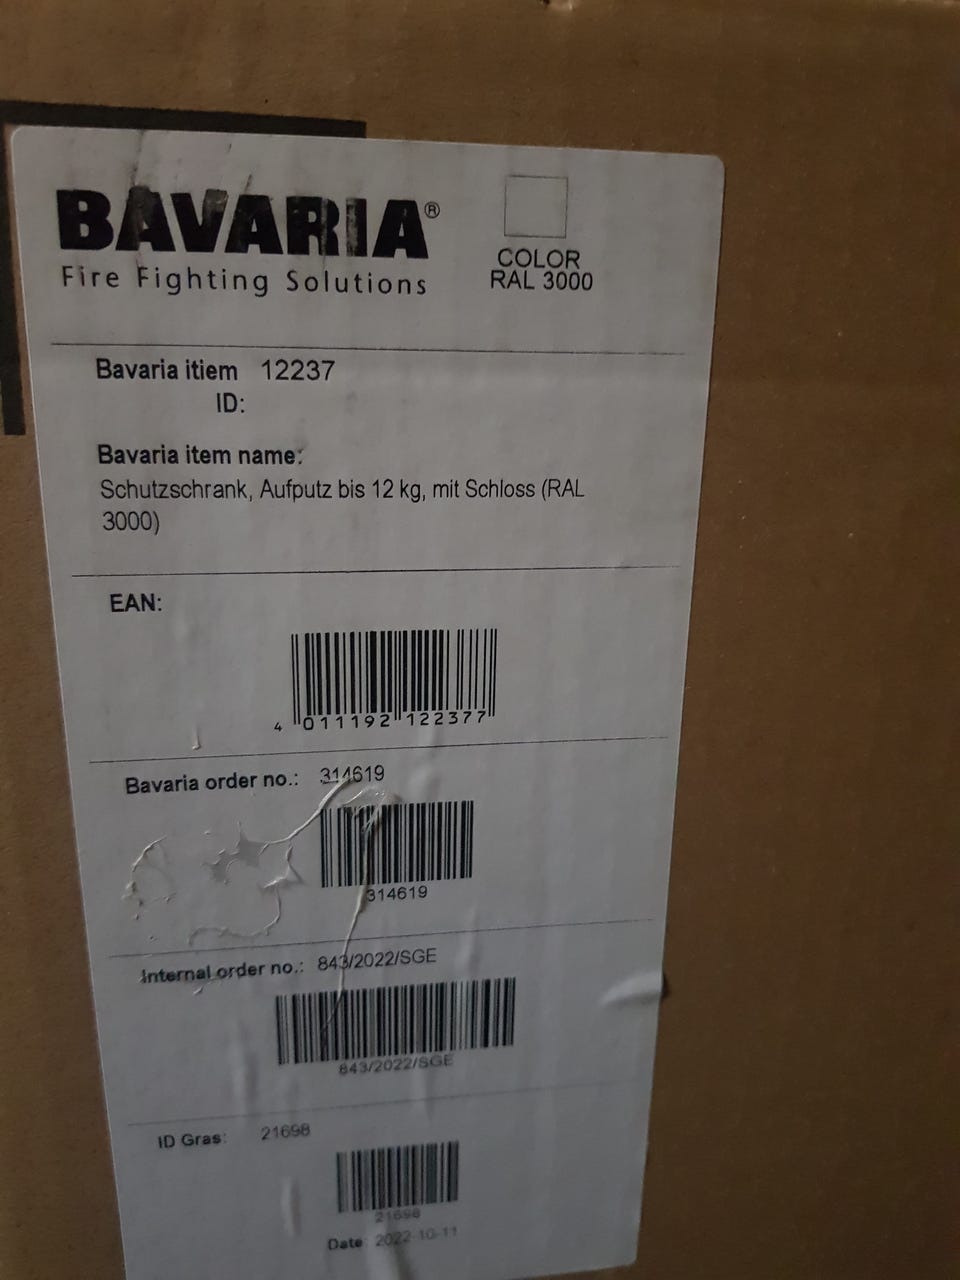 BAVARIA®
Fire Fighting Solutions
COLOR
RAL 3000
Bavaria itiem 12237
ID:
Bavaria item name:
Schutzschrank, Aufputz bis 12 kg, mit Schloss (RAL
3000)
EAN:
4 011192 122377
Bavaria order no.: 314619
314619
Internal order no.: 843/2022/SGE
843/2022/SGE
ID Gras: 21698
21698
Date: 2022-10-11